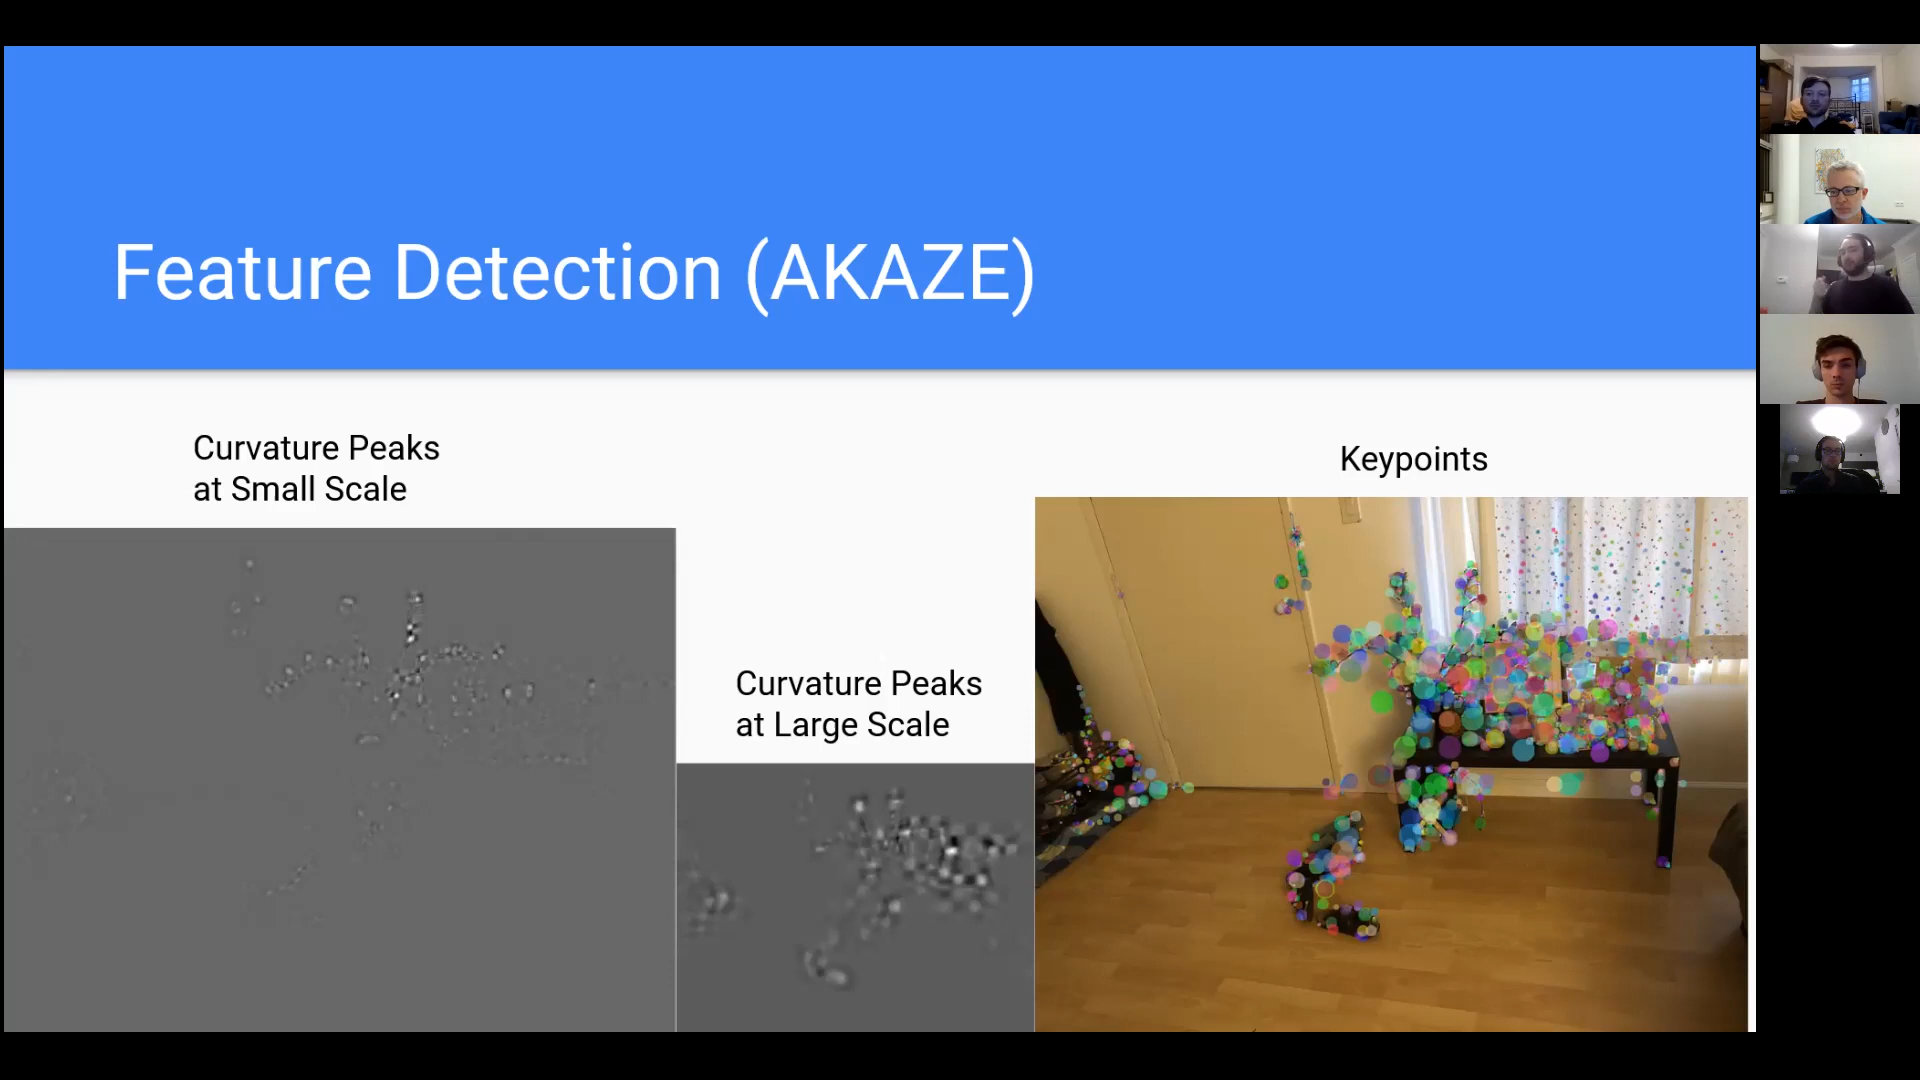 Feature Detection (AKAZE)
Curvature Peaks
at Small Scale
Curvature Peaks
at Large Scale
Keypoints